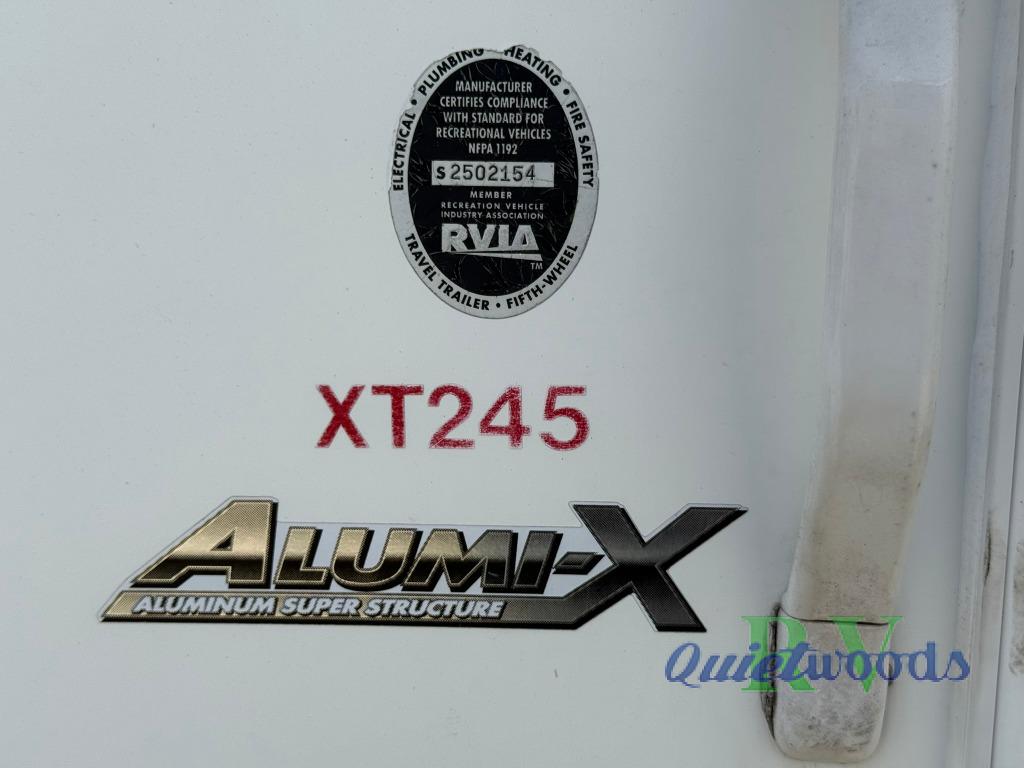 ELECTRICAL • PLUMBING • HEATING • FIRE SAFETY
MANUFACTURER
CERTIFIES COMPLIANCE
WITH STANDARD FOR
RECREATIONAL VEHICLES
NFPA 1192
S 2502154
MEMBER
RECREATION VEHICLE
INDUSTRY ASSOCIATION
RVIA
TM
TRAVEL TRAILER • FIFTH-WHEEL
XT245
ALUMI-X
ALUMINUM SUPER STRUCTURE
RV
Quietwoods